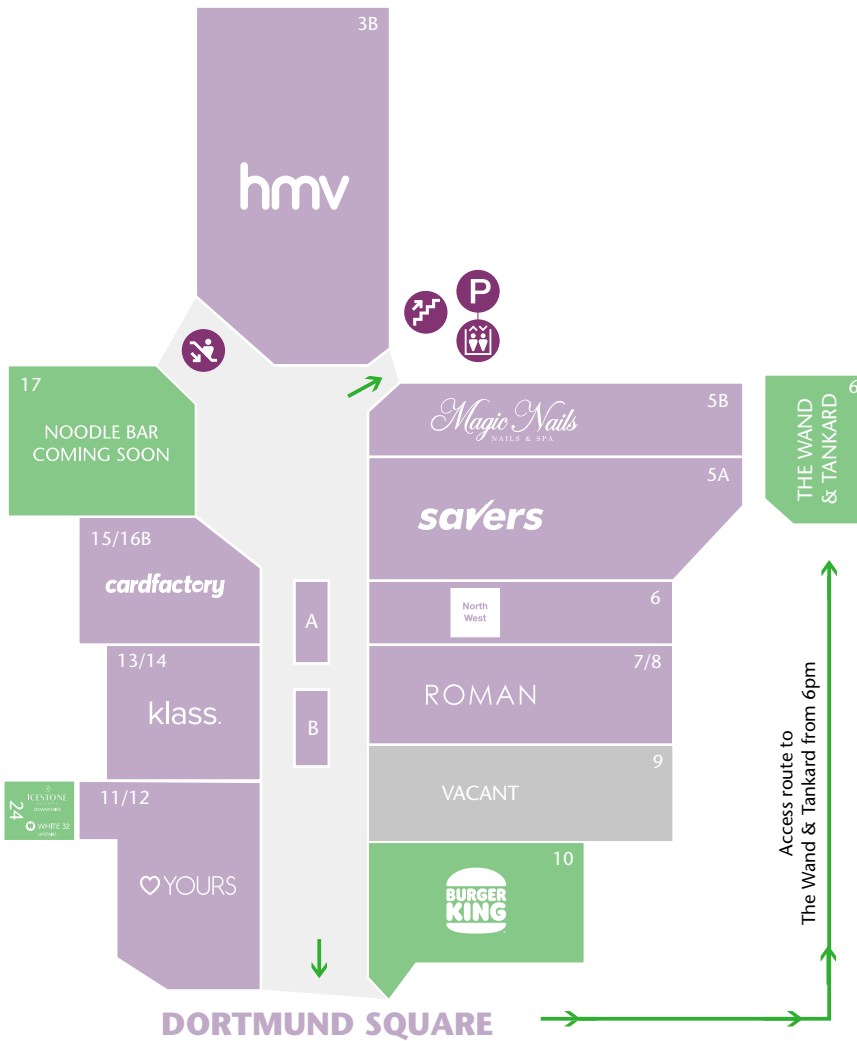 3B
hmv
P
17
NOODLE BAR
COMING SOON
Magic Nails
NAILS & SPA
5B
savers
5A
6
THE WAND
& TANKARD
15/16B
cardfactory
A
North
West
6
13/14
klass.
B
ROMAN
7/8
VACANT
9
24
ICESTONE
W WHITE 32
11/12
YOURS
10
BURGER
KING
Access route to
The Wand & Tankard from 6pm
DORTMUND SQUARE